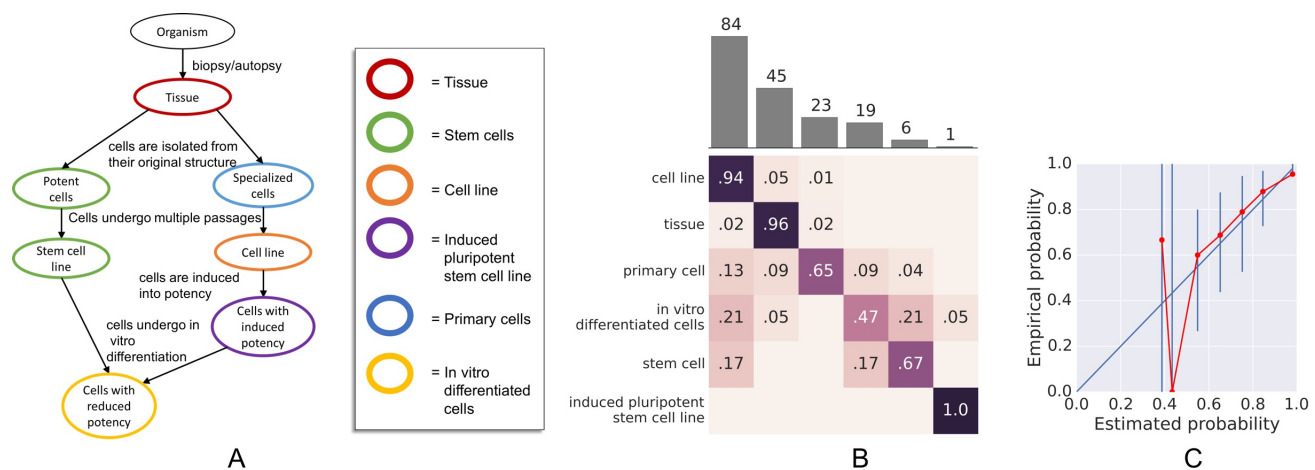 Organism
biopsy/autopsy
Tissue
cells are isolated from
their original structure
Potent
cells
Specialized
cells
Cells undergo multiple passages
Stem cell
line
Cell line
cells are induced
into potency
Cells with
induced
potency
cells undergo in
vitro
differentiation
Cells with
reduced
potency
A
= Tissue
= Stem cells
= Cell line
= Induced
pluripotent
stem cell line
= Primary cells
= In vitro
differentiated
cells
84
45
23
19
6
1
cell line
.94 .05 .01
tissue
.02 .96 .02
primary cell
.13 .09 .65 .09 .04
in vitro
differentiated cells
.21 .05 .47 .21 .05
stem cell
.17 .17 .67
induced pluripotent
stem cell line
1.0
B
Empirical probability
1.0
0.8
0.6
0.4
0.2
0.0
0.0 0.2 0.4 0.6 0.8 1.0
Estimated probability
C